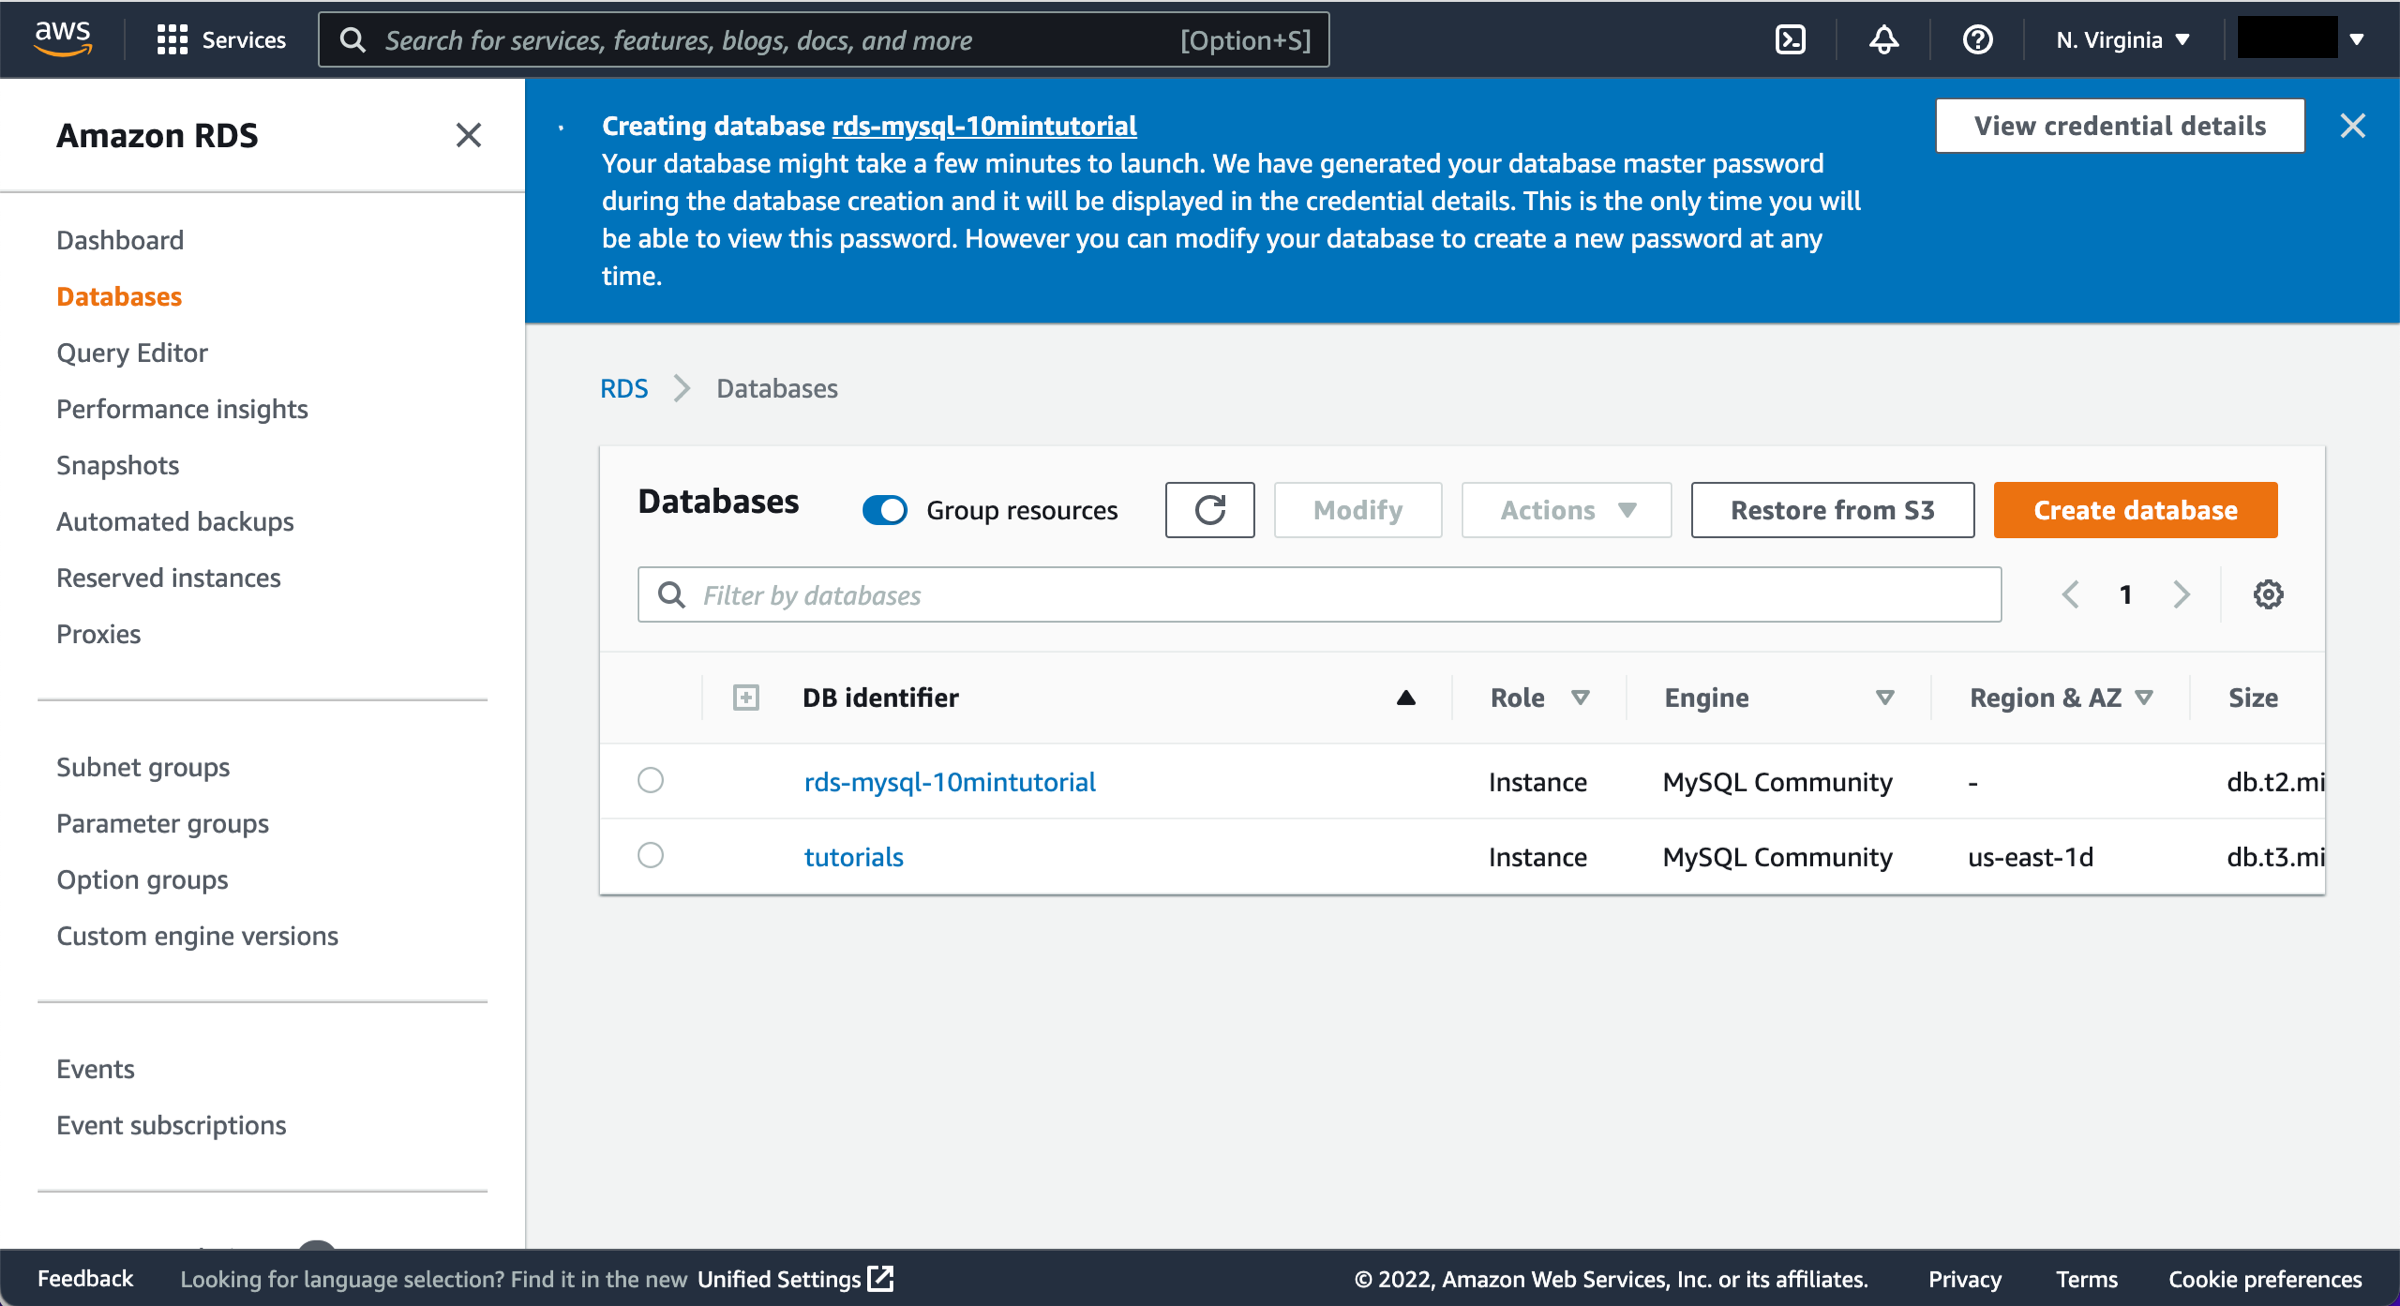 aws
Services
Search for services, features, blogs, docs, and more [Option+S]
N. Virginia
Amazon RDS
Dashboard
Databases
Query Editor
Performance insights
Snapshots
Automated backups
Reserved instances
Proxies
Subnet groups
Parameter groups
Option groups
Custom engine versions
Events
Event subscriptions
Creating database rds-mysql-10mintutorial
Your database might take a few minutes to launch. We have generated your database master password
during the database creation and it will be displayed in the credential details. This is the only time you will
be able to view this password. However you can modify your database to create a new password at any
time.
View credential details
RDS Databases
Databases
Group resources
Modify
Actions
Restore from S3
Create database
Filter by databases
1
DB identifier Role Engine Region & AZ Size
rds-mysql-10mintutorial Instance MySQL Community - db.t2.mi
tutorials Instance MySQL Community us-east-1d db.t3.mi
Feedback Looking for language selection? Find it in the new Unified Settings © 2022, Amazon Web Services, Inc. or its affiliates. Privacy Terms Cookie preferences